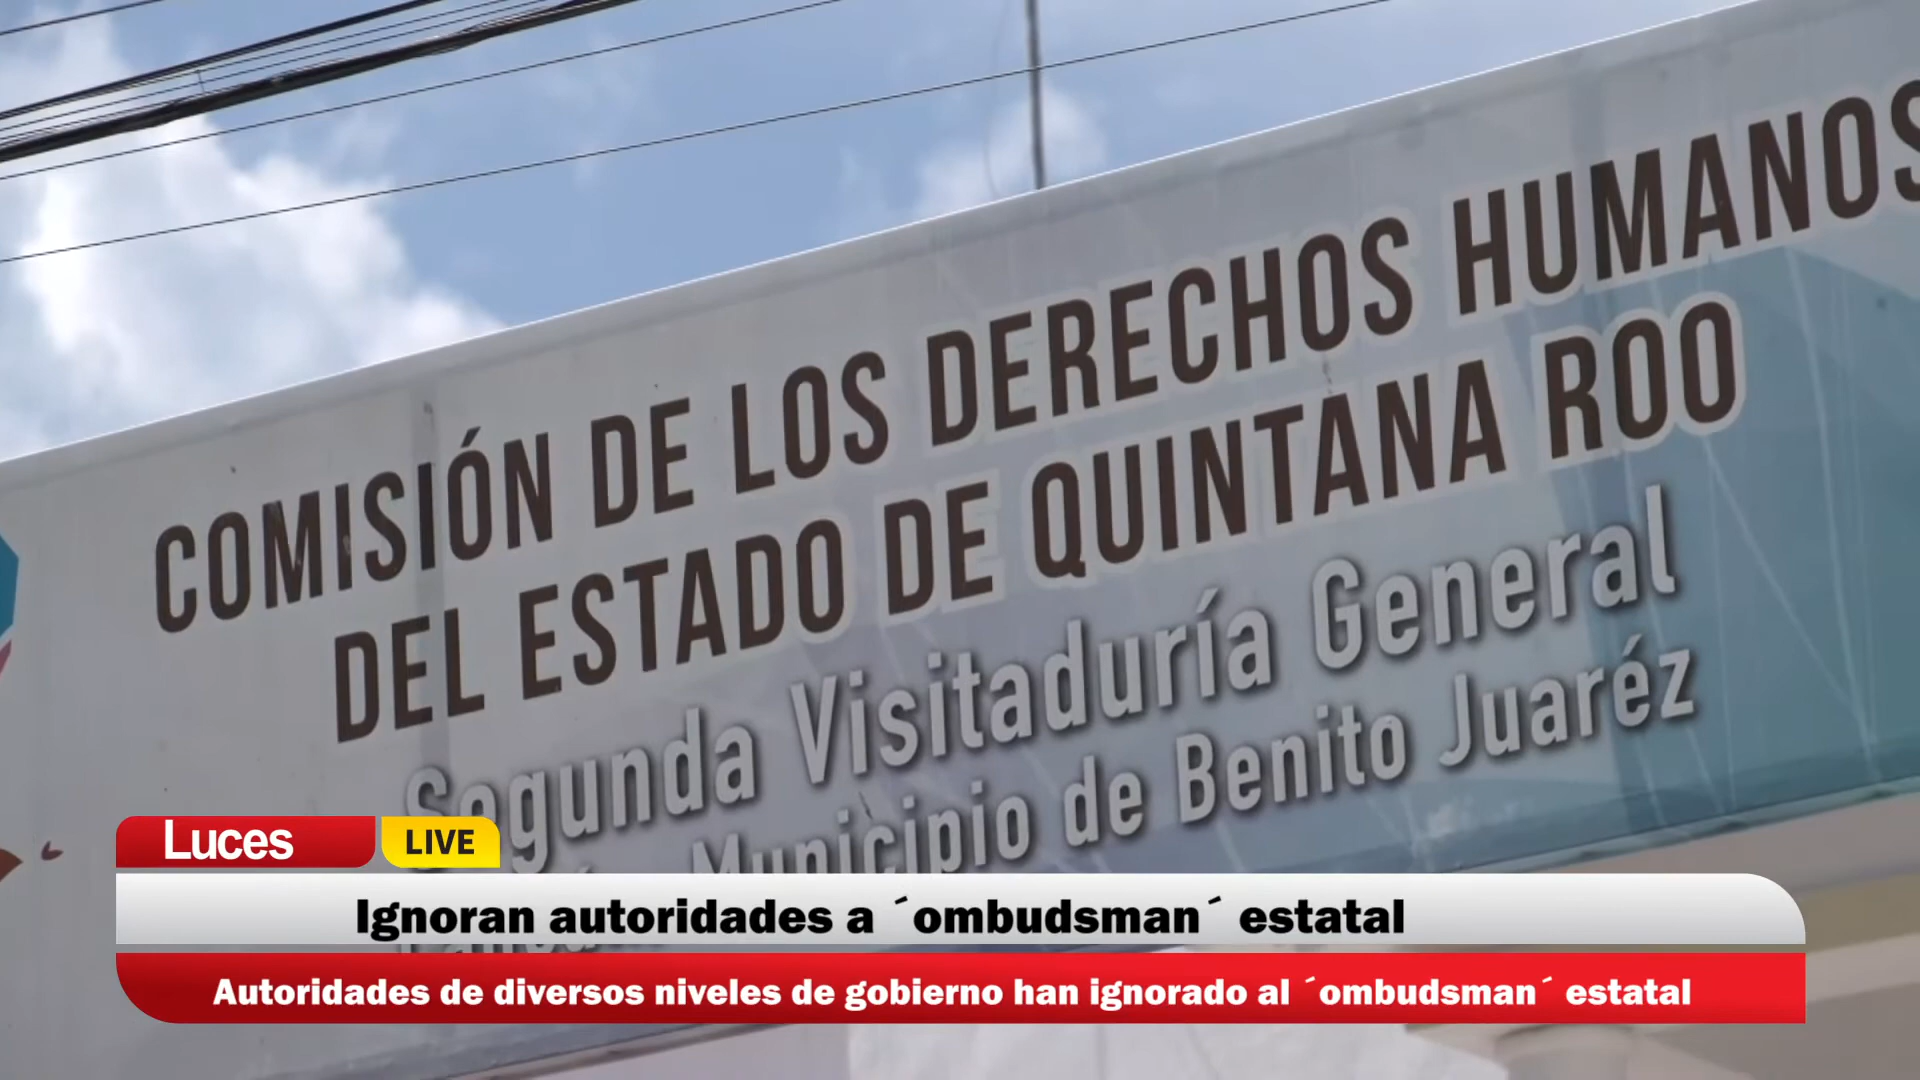 COMISIÓN DE LOS DERECHOS HUMANOS
DEL ESTADO DE QUINTANA ROO
Segunda Visitaduría General
Municipio de Benito Juaréz
Luces
LIVE
Ignoran autoridades a ´ombudsman´ estatal
Autoridades de diversos niveles de gobierno han ignorado al ´ombudsman´ estatal